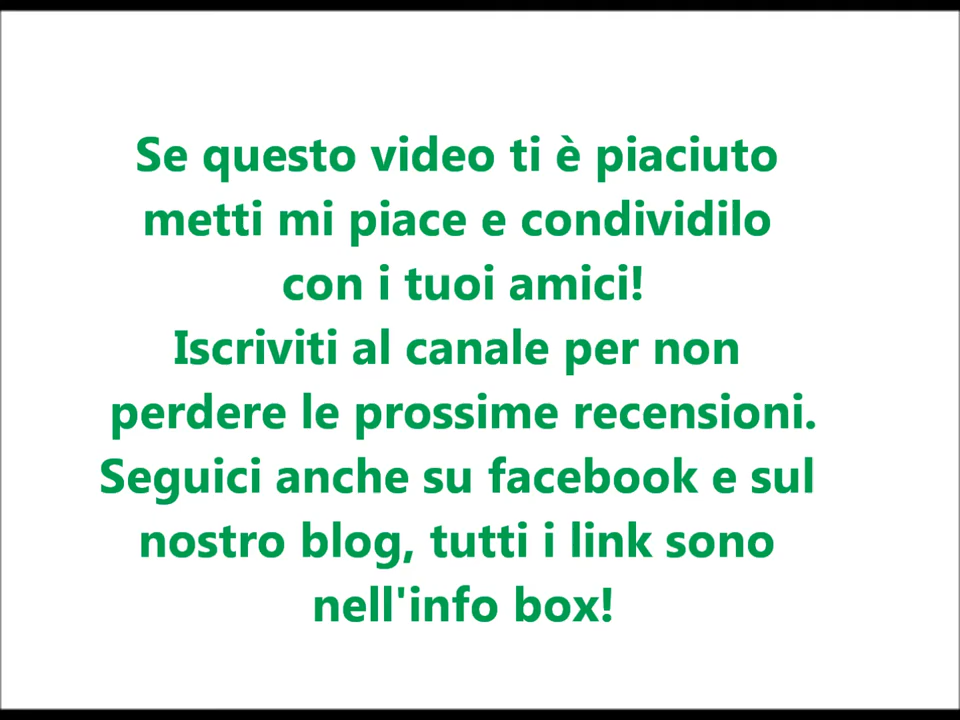 Se questo video ti è piaciuto
metti mi piace e condividilo
con i tuoi amici!
Iscriviti al canale per non
perdere le prossime recensioni.
Seguici anche su facebook e sul
nostro blog, tutti i link sono
nell'info box!